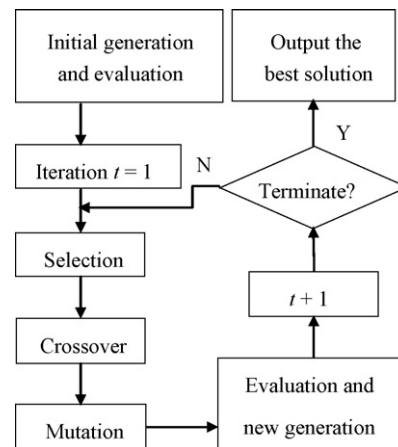 Initial generation
and evaluation
Iteration t = 1
Selection
Crossover
Mutation
Evaluation and
new generation
t + 1
Terminate?
N
Y
Output the
best solution